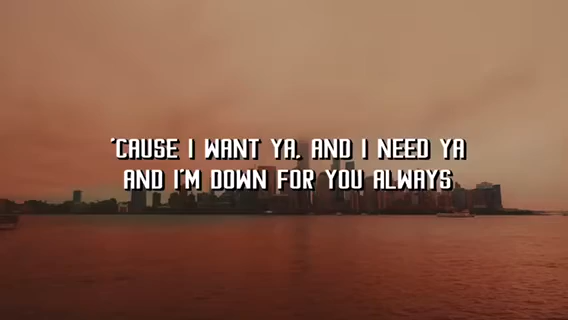 'CAUSE I WANT YA, AND I NEED YA
AND I'M DOWN FOR YOU ALWAYS